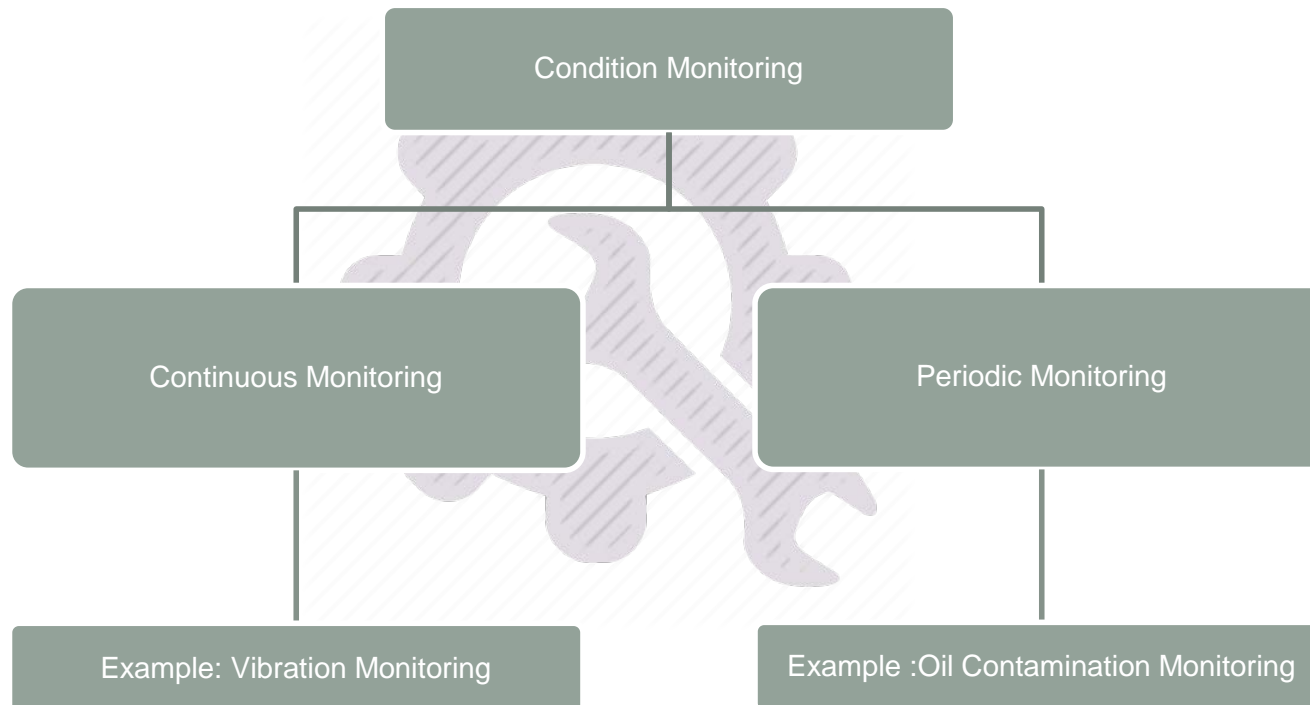 Condition Monitoring
Continuous Monitoring
Periodic Monitoring
Example: Vibration Monitoring
Example :Oil Contamination Monitoring